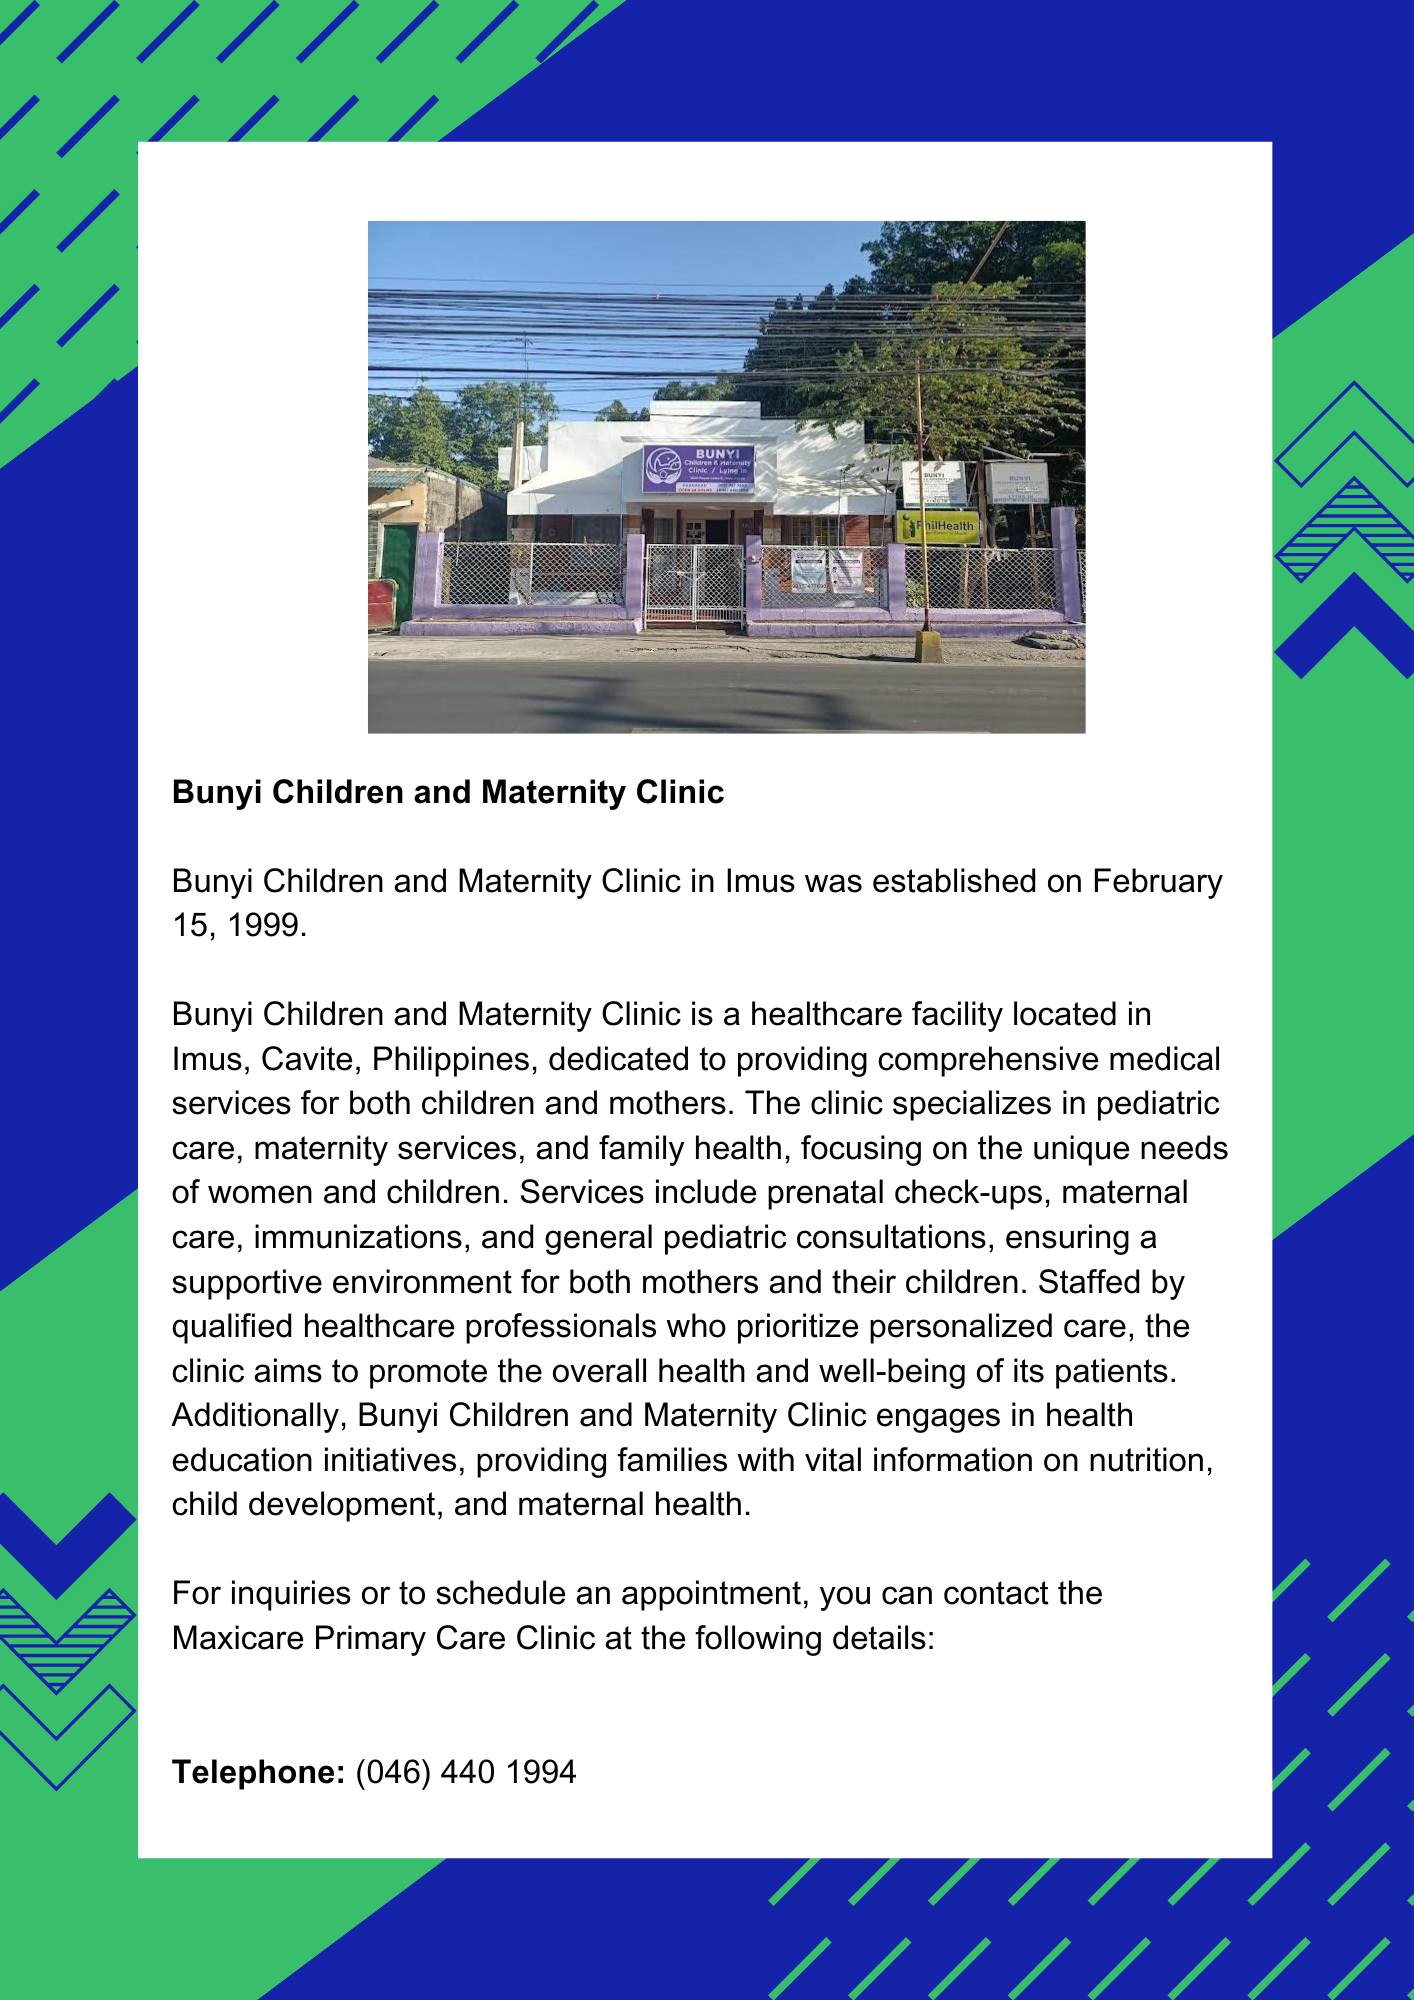 BUNYI
Children & Maternity
Clinic / Lying in
BUNYI
BUNYI
PhilHealth
Bunyi Children and Maternity Clinic
Bunyi Children and Maternity Clinic in Imus was established on February
15, 1999.
Bunyi Children and Maternity Clinic is a healthcare facility located in
Imus, Cavite, Philippines, dedicated to providing comprehensive medical
services for both children and mothers. The clinic specializes in pediatric
care, maternity services, and family health, focusing on the unique needs
of women and children. Services include prenatal check-ups, maternal
care, immunizations, and general pediatric consultations, ensuring a
supportive environment for both mothers and their children. Staffed by
qualified healthcare professionals who prioritize personalized care, the
clinic aims to promote the overall health and well-being of its patients.
Additionally, Bunyi Children and Maternity Clinic engages in health
education initiatives, providing families with vital information on nutrition,
child development, and maternal health.
For inquiries or to schedule an appointment, you can contact the
Maxicare Primary Care Clinic at the following details:
Telephone: (046) 440 1994